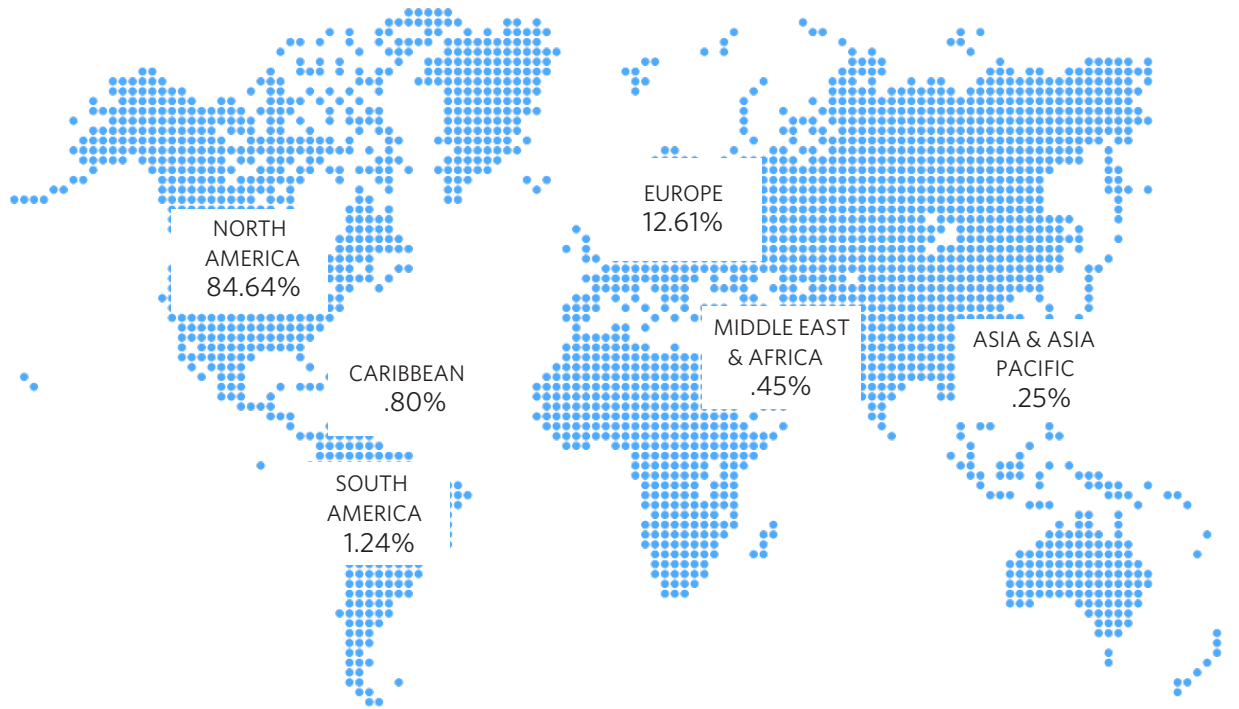 NORTH
AMERICA
84.64%
EUROPE
12.61%
MIDDLE EAST
& AFRICA
.45%
ASIA & ASIA
PACIFIC
.25%
CARIBBEAN
.80%
SOUTH
AMERICA
1.24%